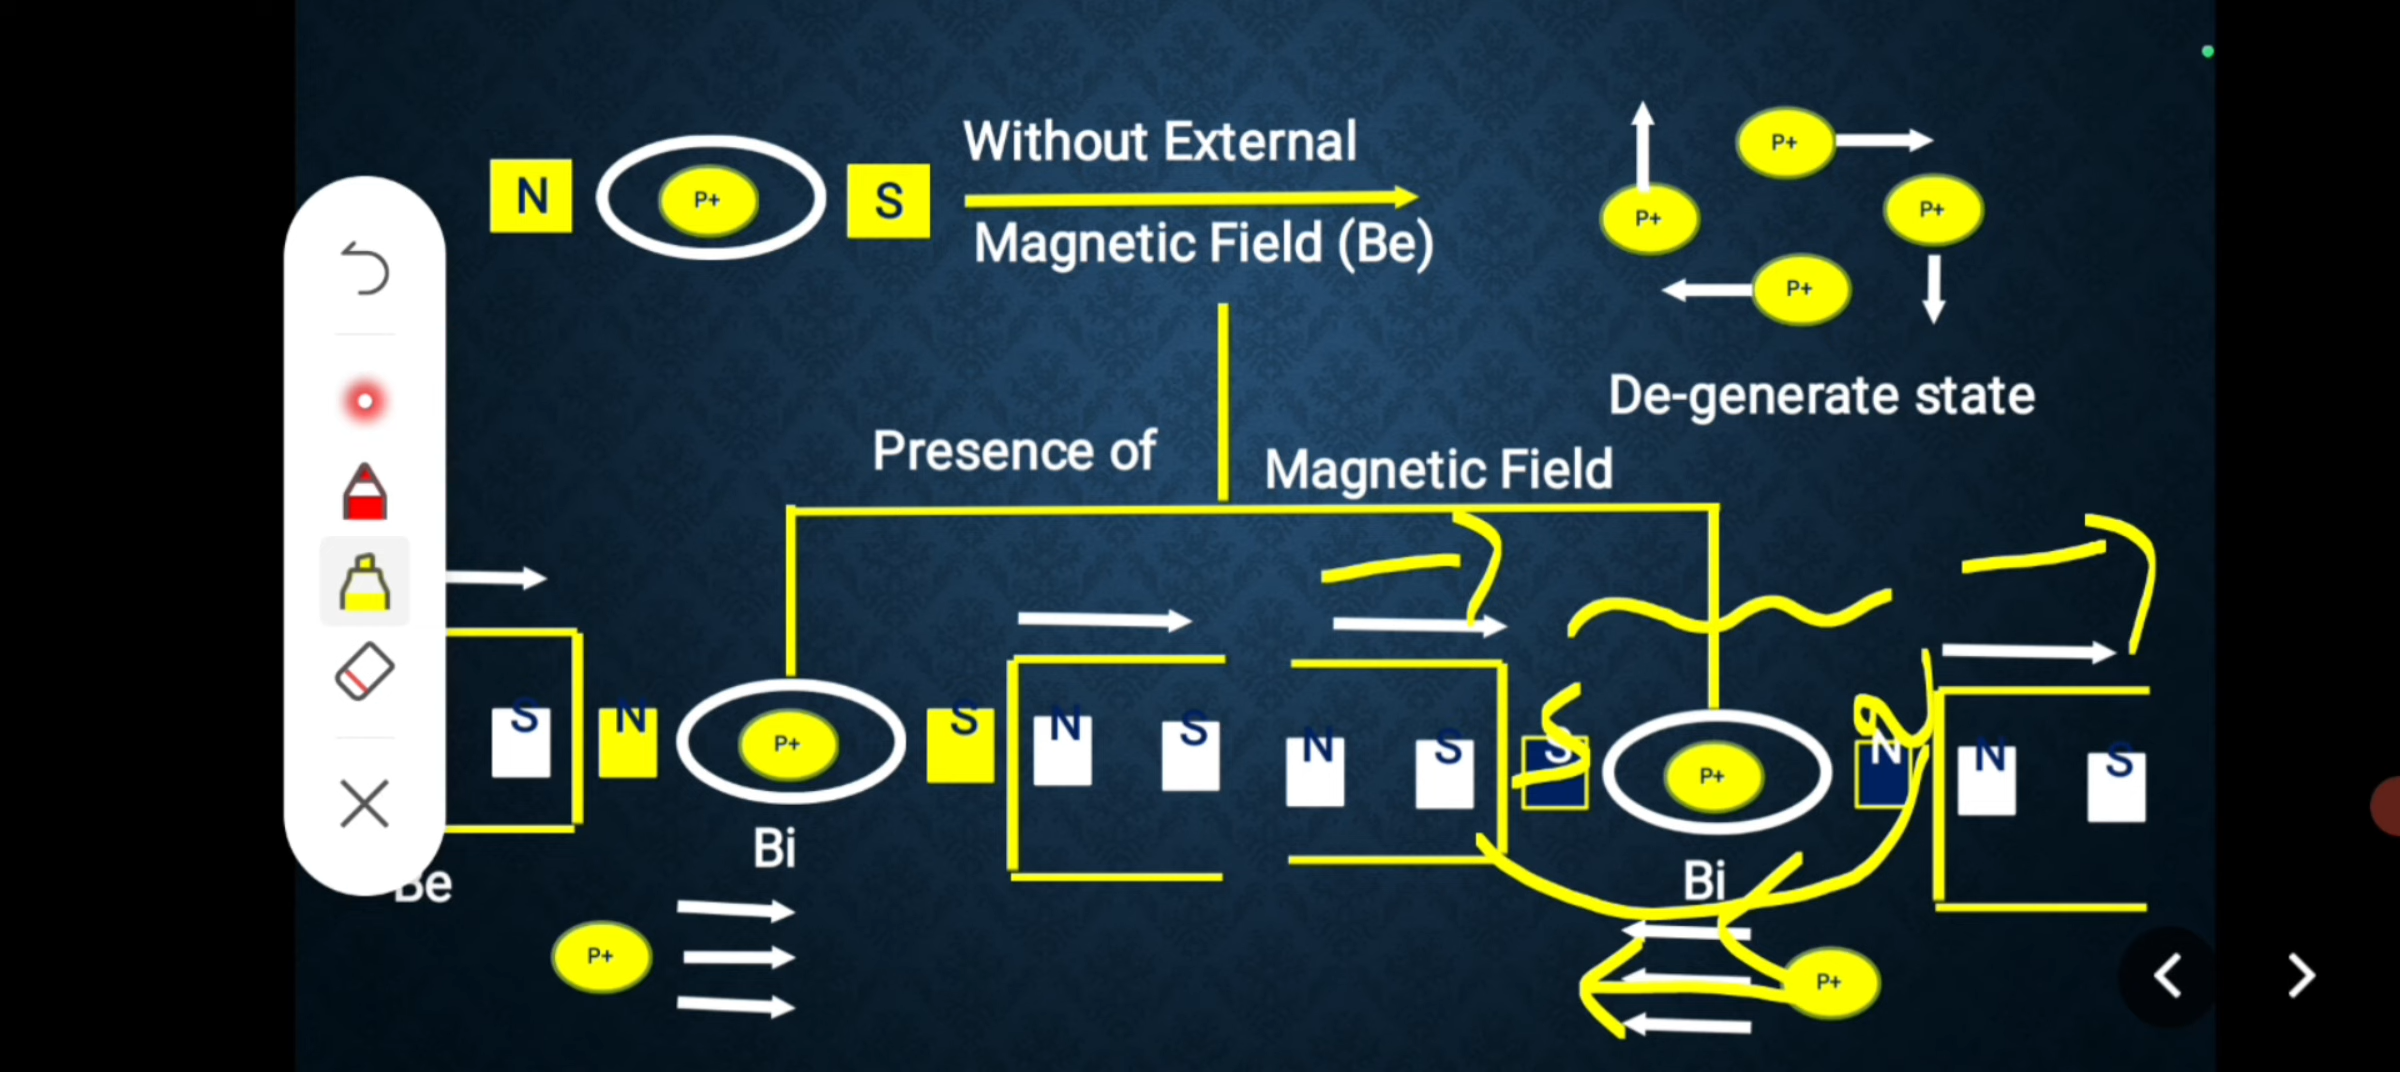 N P+ S
Without External
Magnetic Field (Be)
P+
P+
P+
P+
De-generate state
Presence of
Magnetic Field
S N P+ S N S
N S S P+ N N S
Bi
Bi
Be
P+
P+